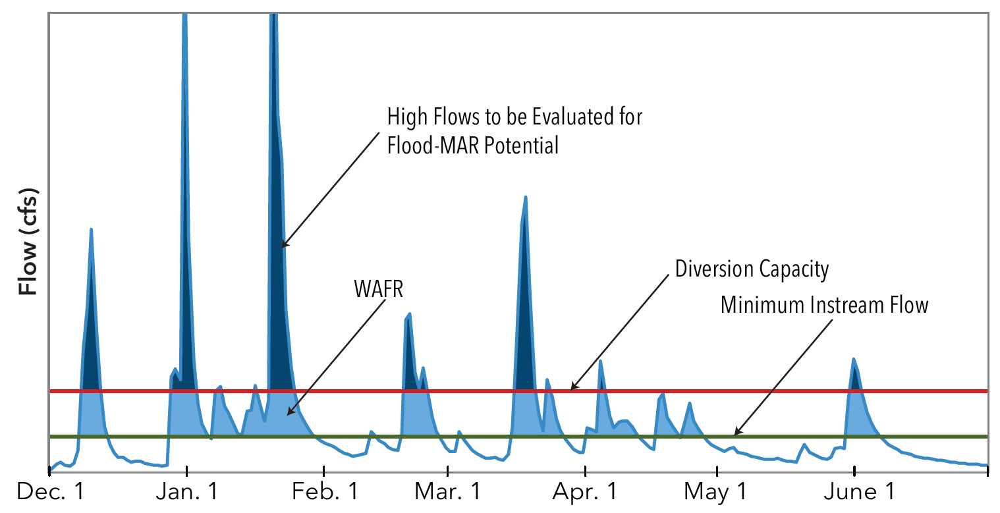 High Flows to be Evaluated for
Flood-MAR Potential
Flow (cfs)
WAFR
Diversion Capacity
Minimum Instream Flow
Dec. 1
Jan. 1
Feb. 1
Mar. 1
Apr. 1
May 1
June 1